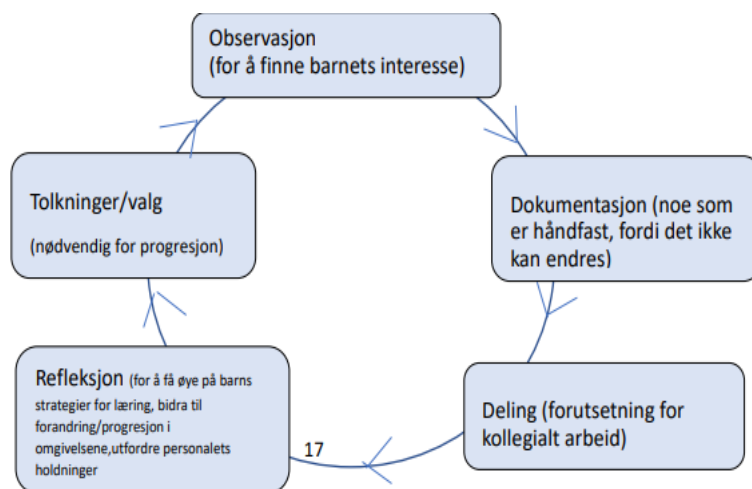 Observasjon
(for å finne barnets interesse)
Dokumentasjon (noe som
er håndfast, fordi det ikke
kan endres)
Deling (forutsetning for
kollegialt arbeid)
17
Refleksjon (for å få øye på barns
strategier for læring, bidra til
forandring/progresjon i
omgivelsene,utfordre personalets
holdninger
Tolkninger/valg
(nødvendig for progresjon)